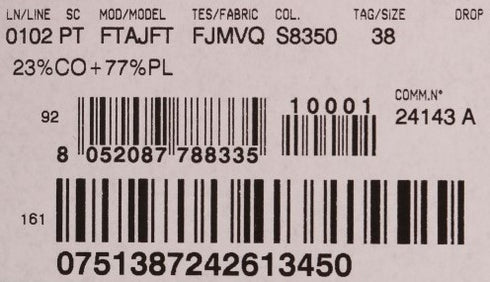 LN/LINE SC MOD/MODEL TES/FABRIC COL. TAG/SIZE DROP
0102 PT FTAJFT FJMVQ S8350 38
23%CO+77%PL
COMM.N°
24143 A
10001
92
8 052087 788335
161
0751387242613450